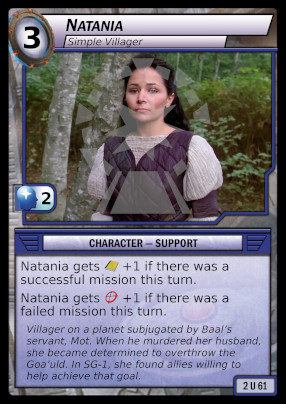 3
Natania
Simple Villager
2
CHARACTER – SUPPORT
Natania gets +1 if there was a
successful mission this turn.
Natania gets +1 if there was a
failed mission this turn.
Villager on a planet subjugated by Baal's
servant, Mot. When he murdered her husband,
she became determined to overthrow the
Goa'uld. In SG-1, she found allies willing to
help achieve that goal.
2 U 61